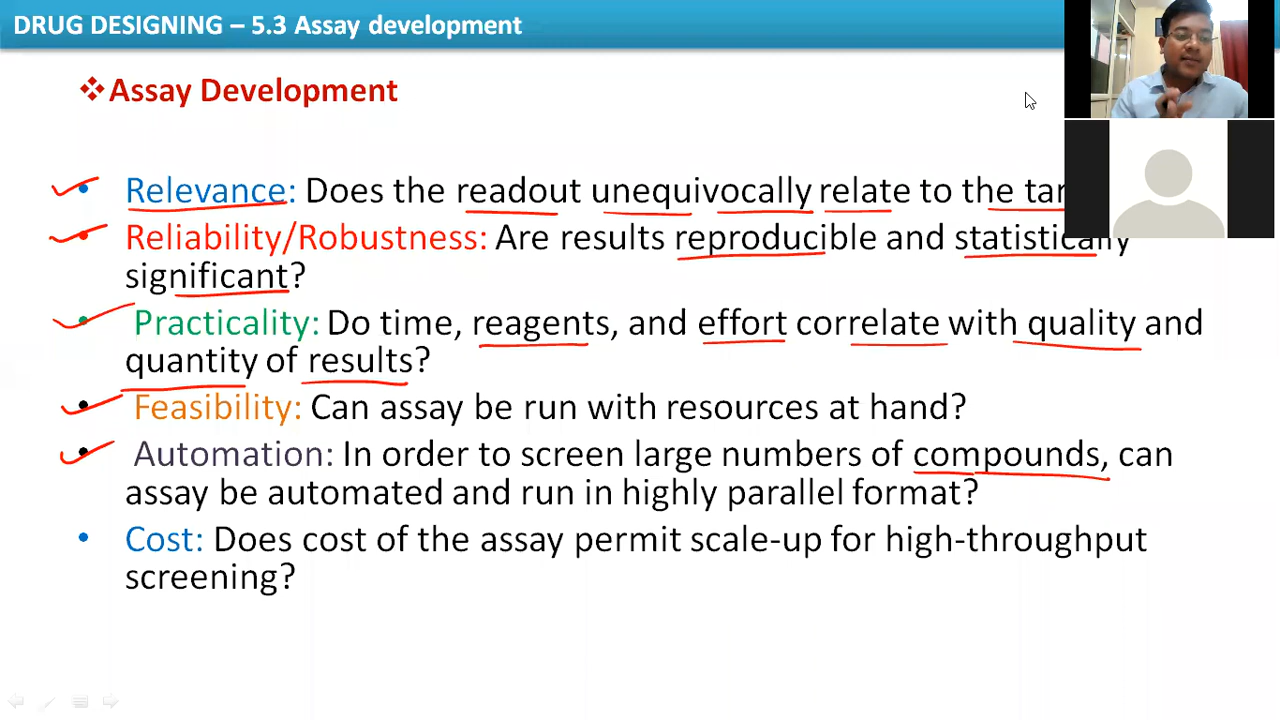 DRUG DESIGNING – 5.3 Assay development
❖Assay Development
• Relevance: Does the readout unequivocally relate to the
• Reliability/Robustness: Are results reproducible and statistically
significant?
• Practicality: Do time, reagents, and effort correlate with quality and
quantity of results?
• Feasibility: Can assay be run with resources at hand?
• Automation: In order to screen large numbers of compounds, can
assay be automated and run in highly parallel format?
• Cost: Does cost of the assay permit scale-up for high-throughput
screening?